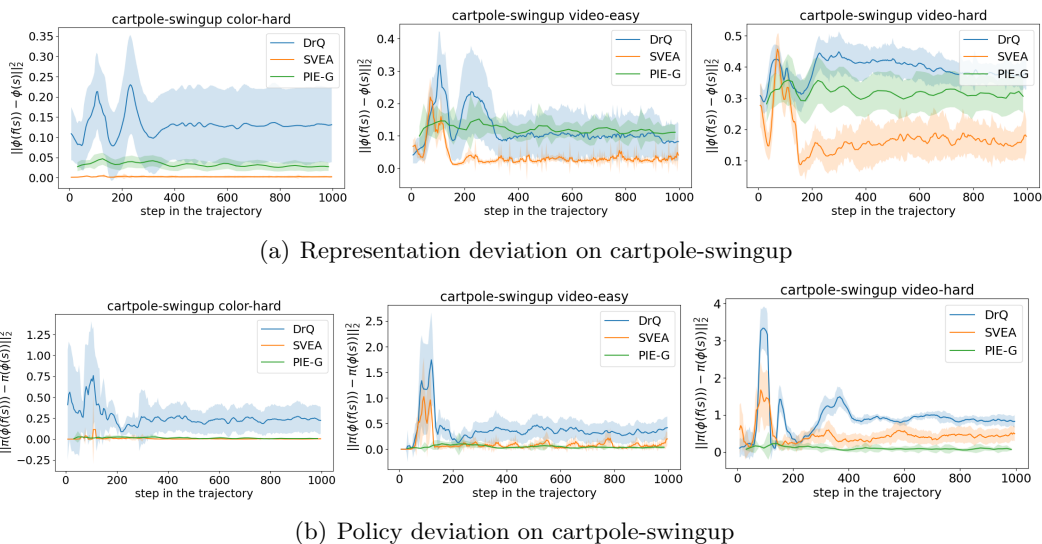 cartpole-swingup color-hard
||φ(f(s)) − φ(s)||²₂
0.35
0.30
0.25
0.20
0.15
0.10
0.05
0.00
DrQ
SVEA
PIE-G
0 200 400 600 800 1000
step in the trajectory
cartpole-swingup video-easy
||φ(f(s)) − φ(s)||²₂
0.4
0.3
0.2
0.1
0.0
DrQ
SVEA
PIE-G
0 200 400 600 800 1000
step in the trajectory
cartpole-swingup video-hard
||φ(f(s)) − φ(s)||²₂
0.5
0.4
0.3
0.2
0.1
DrQ
SVEA
PIE-G
0 200 400 600 800 1000
step in the trajectory
(a) Representation deviation on cartpole-swingup
cartpole-swingup color-hard
||π(φ(f(s))) − π(φ(s))||²₂
1.25
1.00
0.75
0.50
0.25
0.00
−0.25
DrQ
SVEA
PIE-G
0 200 400 600 800 1000
step in the trajectory
cartpole-swingup video-easy
||π(φ(f(s))) − π(φ(s))||²₂
2.5
2.0
1.5
1.0
0.5
0.0
DrQ
SVEA
PIE-G
0 200 400 600 800 1000
step in the trajectory
cartpole-swingup video-hard
||π(φ(f(s))) − π(φ(s))||²₂
4
3
2
1
0
DrQ
SVEA
PIE-G
0 200 400 600 800 1000
step in the trajectory
(b) Policy deviation on cartpole-swingup